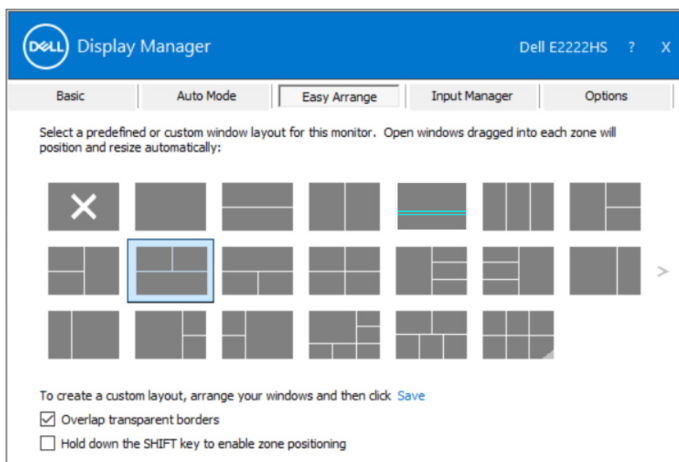 DELL Display Manager Dell E2222HS ? X
Basic Auto Mode Easy Arrange Input Manager Options
Select a predefined or custom window layout for this monitor. Open windows dragged into each zone will
position and resize automatically:
>
To create a custom layout, arrange your windows and then click Save
Overlap transparent borders
Hold down the SHIFT key to enable zone positioning